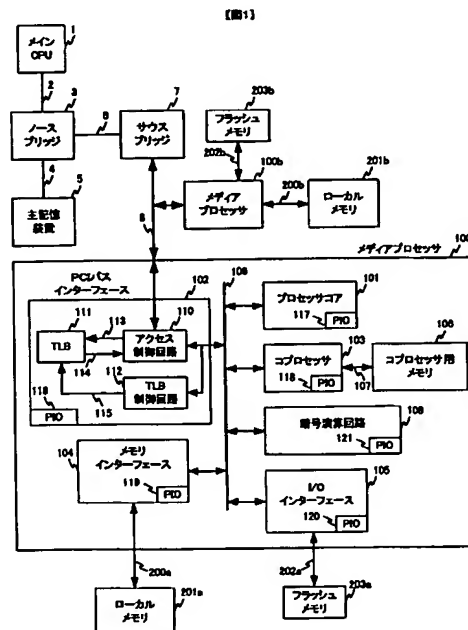 【図1】
1
メイン
CPU
2
3
ノース
ブリッジ
6
7
サウス
ブリッジ
4
5
主記憶
装置
8
203b
フラッシュ
メモリ
202b
100b
メディア
プロセッサ
200b
201b
ローカル
メモリ
メディアプロセッサ
PCIバス
インターフェース
102
111
113
110
TLB
アクセス
制御回路
114
112
TLB
制御回路
115
116
PIO
101
プロセッサコア
117
PIO
103
コプロセッサ
118
PIO
107
コプロセッサ用
メモリ
暗号演算回路
121
PIO
104
メモリ
インターフェース
119
PIO
105
I/O
インターフェース
120
PIO
200a
201a
ローカル
メモリ
202a
203a
フラッシュ
メモリ